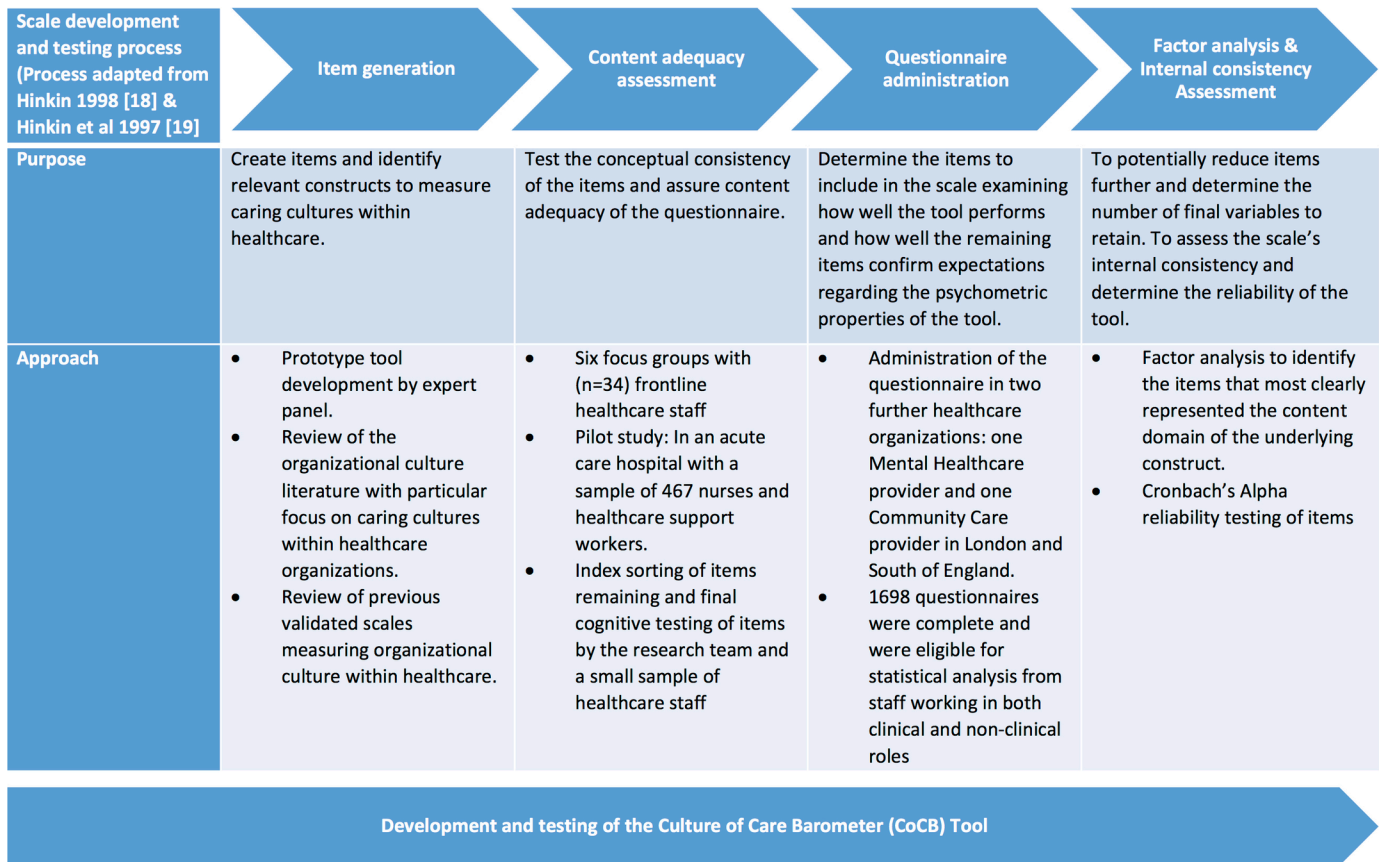 Scale development
and testing process
(Process adapted from
Hinkin 1998 [18] &
Hinkin et al 1997 [19]
Item generation
Content adequacy
assessment
Questionnaire
administration
Factor analysis &
Internal consistency
Assessment
Purpose
Create items and identify
relevant constructs to measure
caring cultures within
healthcare.
Test the conceptual consistency
of the items and assure content
adequacy of the questionnaire.
Determine the items to
include in the scale examining
how well the tool performs
and how well the remaining
items confirm expectations
regarding the psychometric
properties of the tool.
To potentially reduce items
further and determine the
number of final variables to
retain. To assess the scale’s
internal consistency and
determine the reliability of the
tool.
Approach
• Prototype tool
development by expert
panel.
• Review of the
organizational culture
literature with particular
focus on caring cultures
within healthcare
organizations.
• Review of previous
validated scales
measuring organizational
culture within healthcare.
• Six focus groups with
(n=34) frontline
healthcare staff
• Pilot study: In an acute
care hospital with a
sample of 467 nurses and
healthcare support
workers.
• Index sorting of items
remaining and final
cognitive testing of items
by the research team and
a small sample of
healthcare staff
• Administration of the
questionnaire in two
further healthcare
organizations: one
Mental Healthcare
provider and one
Community Care
provider in London and
South of England.
• 1698 questionnaires
were complete and
were eligible for
statistical analysis from
staff working in both
clinical and non-clinical
roles
• Factor analysis to identify
the items that most clearly
represented the content
domain of the underlying
construct.
• Cronbach’s Alpha
reliability testing of items
Development and testing of the Culture of Care Barometer (CoCB) Tool